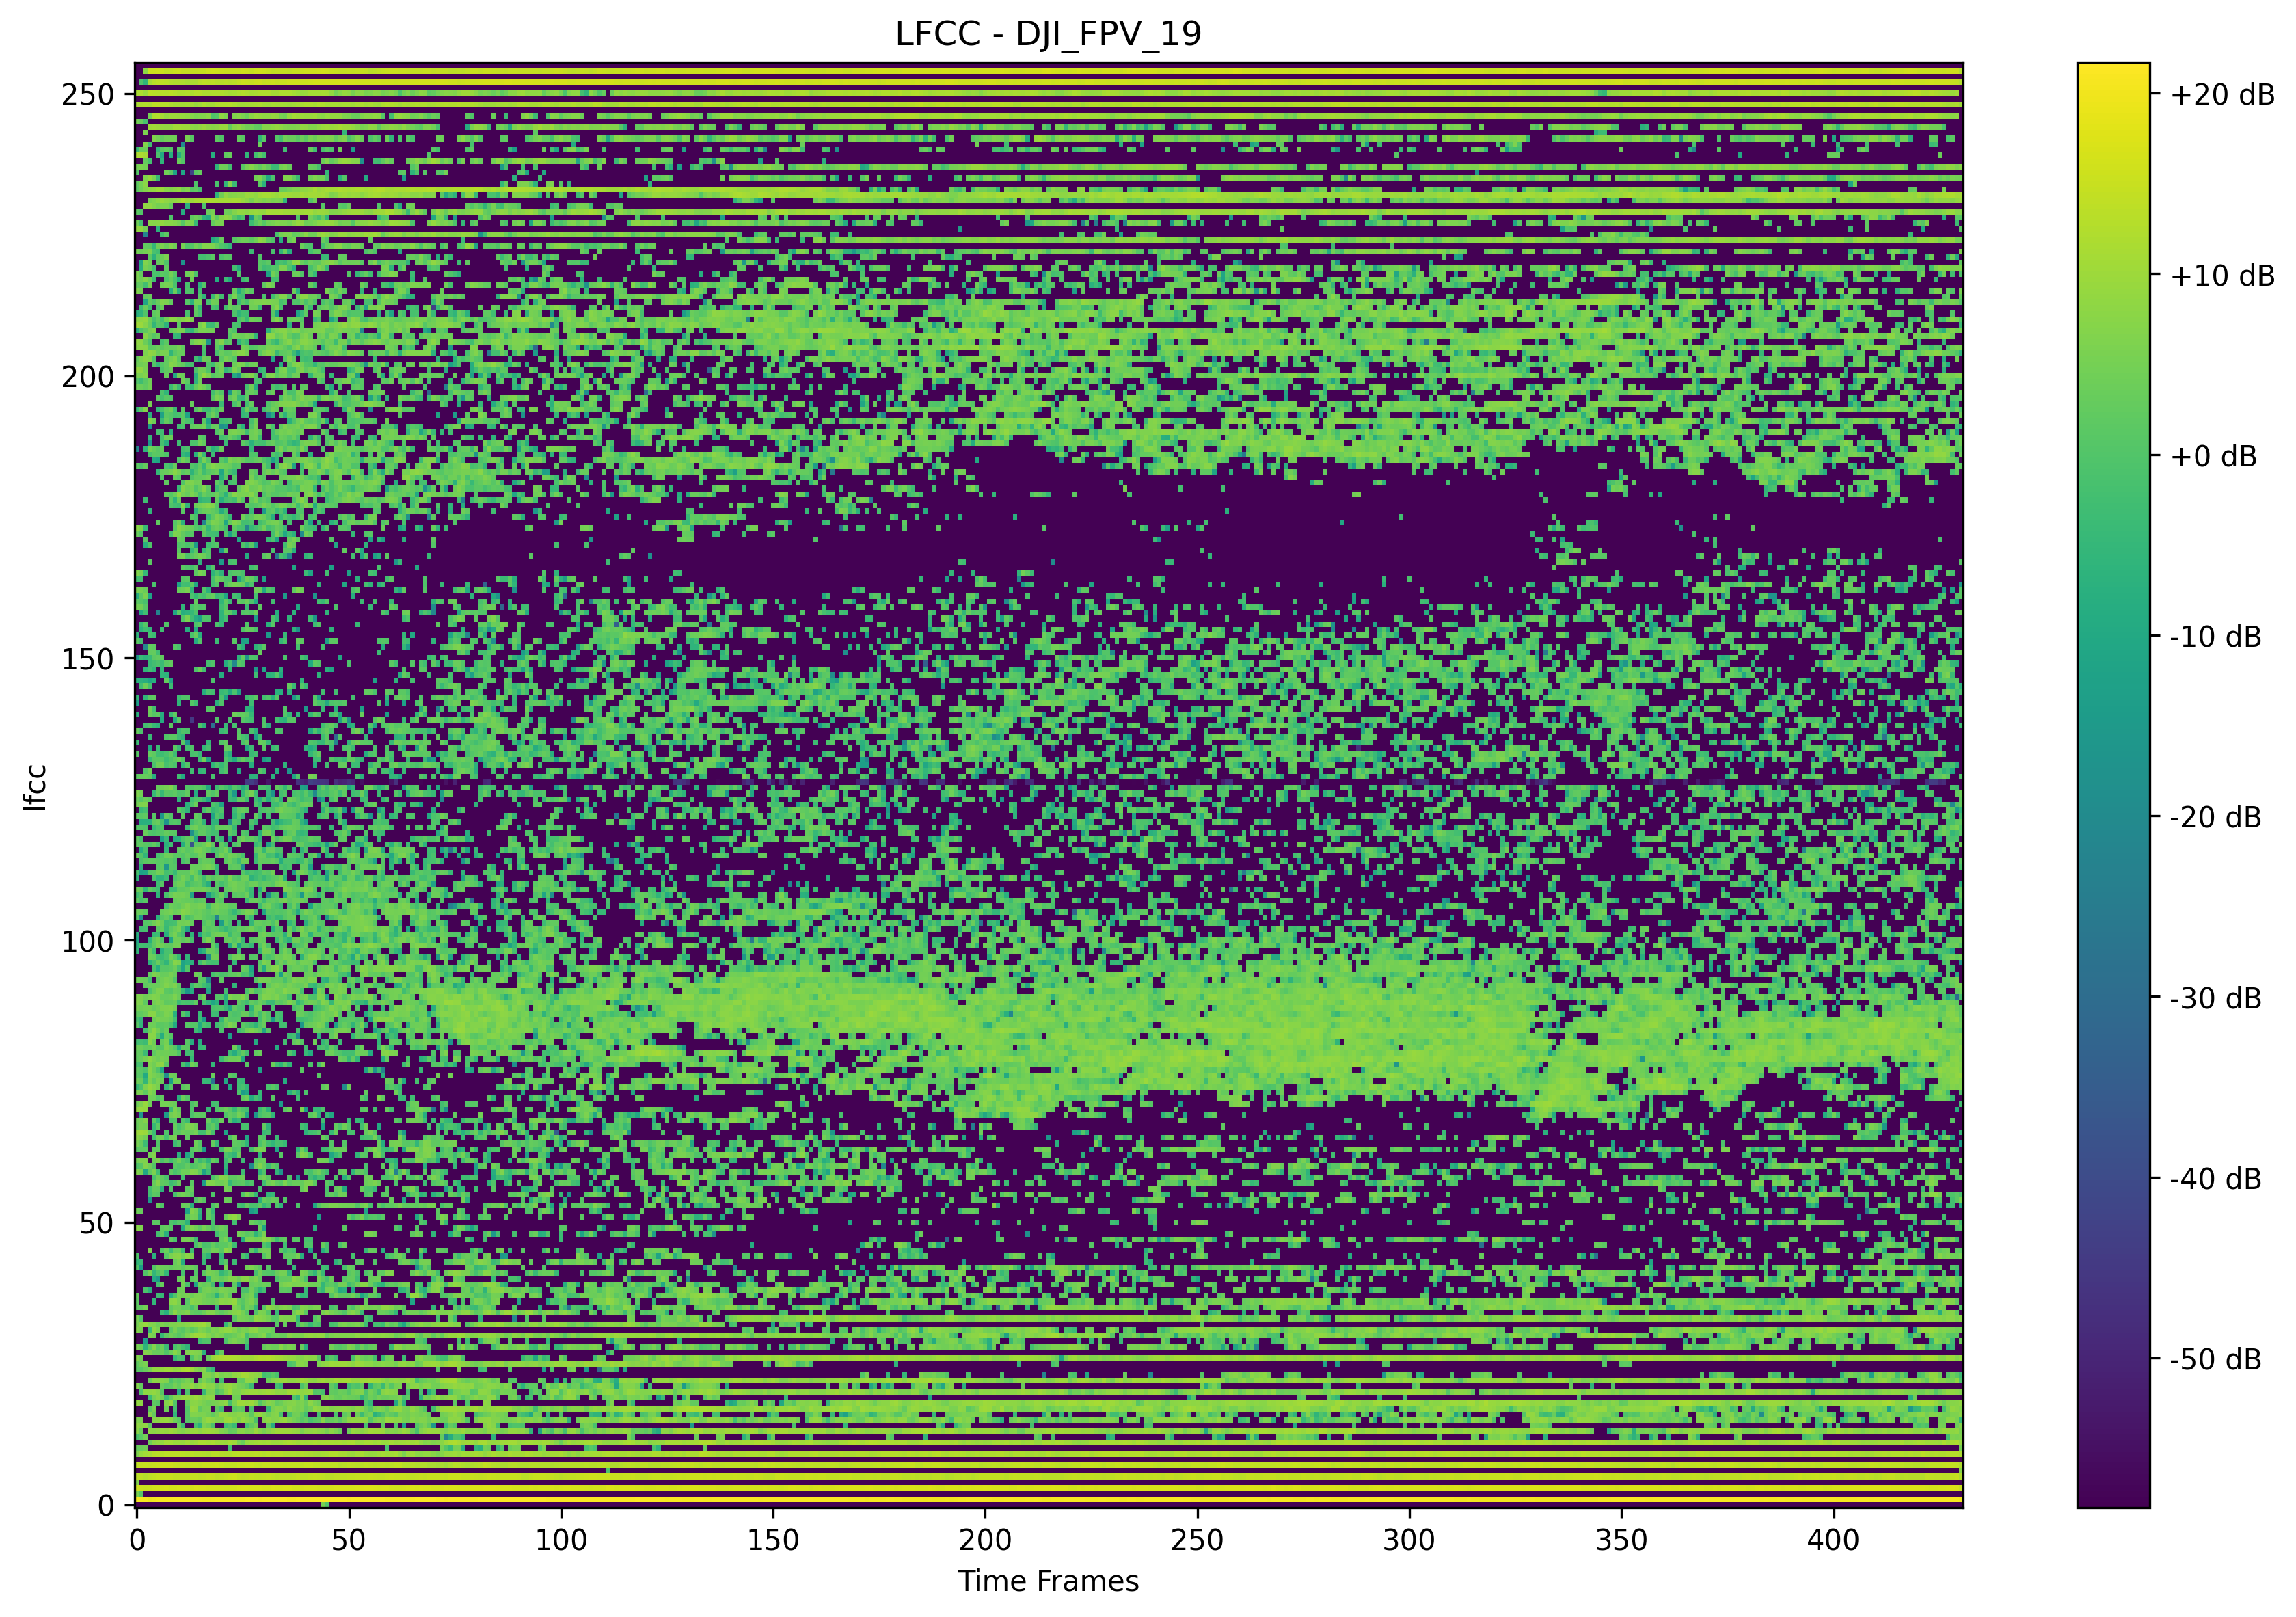 LFCC - DJI_FPV_19
250
200
150
100
50
0
lfcc
0 50 100 150 200 250 300 350 400
Time Frames
+20 dB
+10 dB
+0 dB
-10 dB
-20 dB
-30 dB
-40 dB
-50 dB